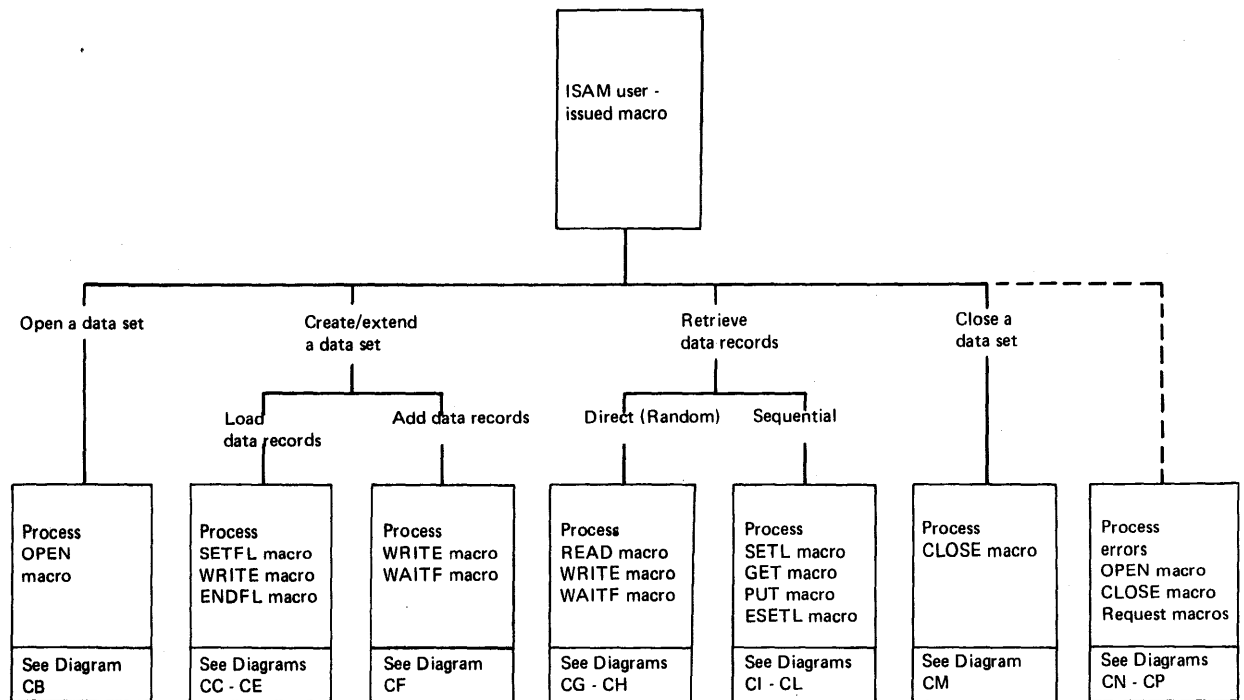 ISAM user -
issued macro
Open a data set
Create/extend
a data set
Retrieve
data records
Close a
data set
Load
data records
Add data records
Direct (Random)
Sequential
Process
OPEN
macro
See Diagram
CB
Process
SETFL macro
WRITE macro
ENDFL macro
See Diagrams
CC - CE
Process
WRITE macro
WAITF macro
See Diagram
CF
Process
READ macro
WRITE macro
WAITF macro
See Diagrams
CG - CH
Process
SETL macro
GET macro
PUT macro
ESETL macro
See Diagrams
CI - CL
Process
CLOSE macro
See Diagram
CM
Process
errors
OPEN macro
CLOSE macro
Request macros
See Diagrams
CN - CP